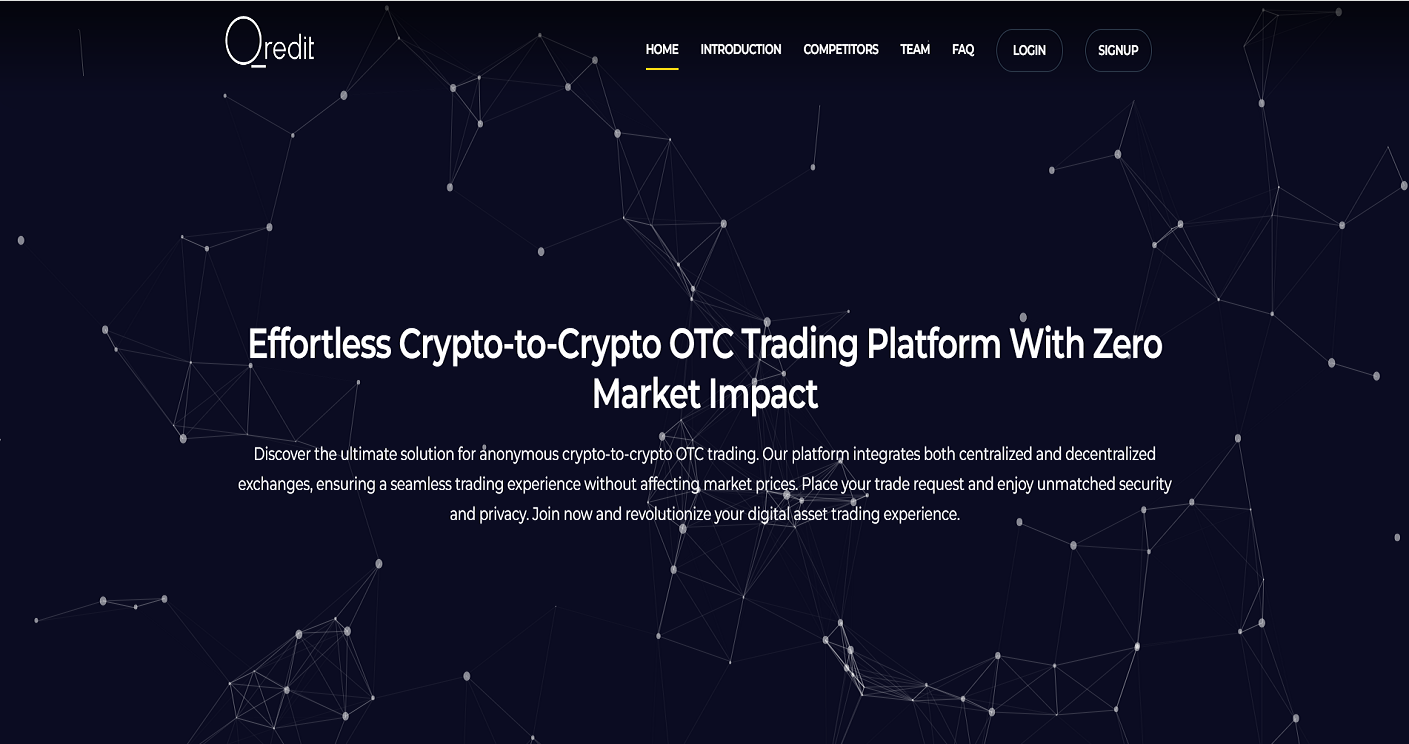 Qredit
HOME INTRODUCTION COMPETITORS TEAM FAQ LOGIN SIGNUP
Effortless Crypto-to-Crypto OTC Trading Platform With Zero
Market Impact
Discover the ultimate solution for anonymous crypto-to-crypto OTC trading. Our platform integrates both centralized and decentralized
exchanges, ensuring a seamless trading experience without affecting market prices. Place your trade request and enjoy unmatched security
and privacy. Join now and revolutionize your digital asset trading experience.